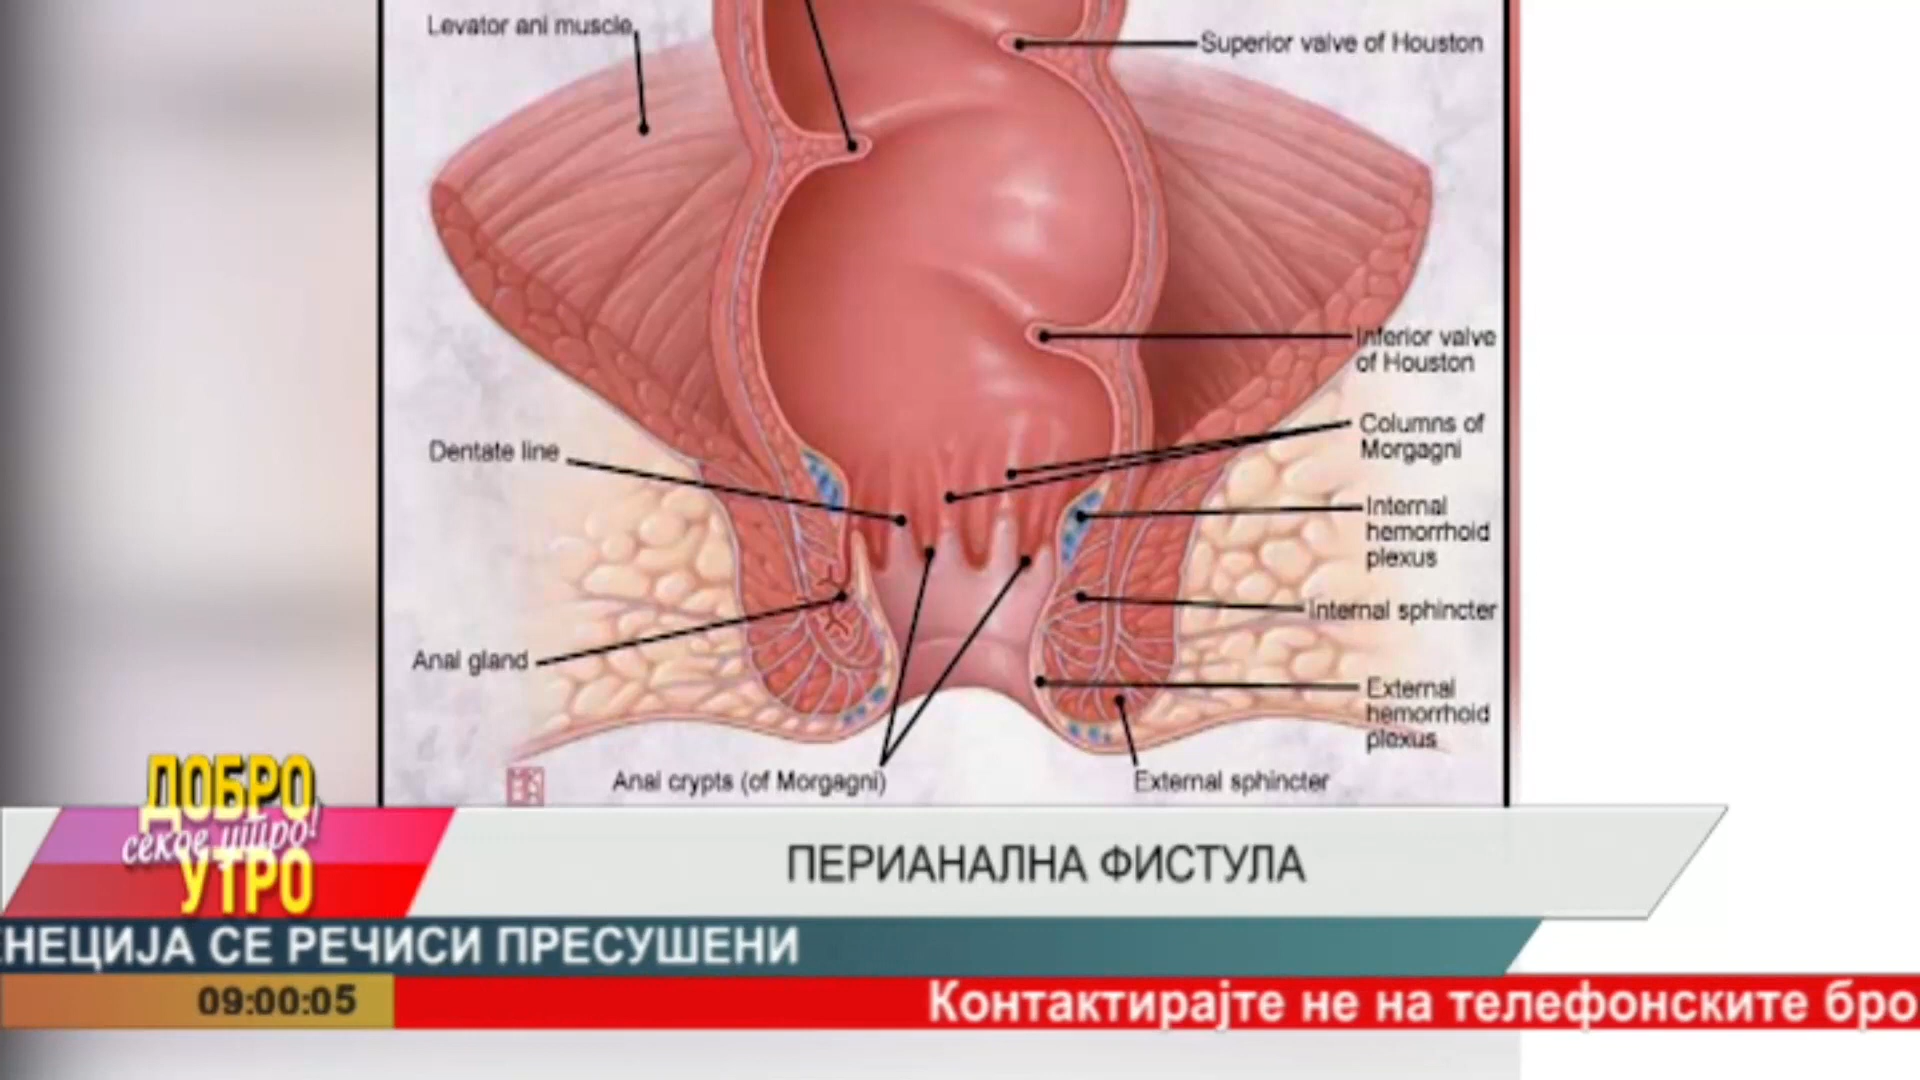 Levator ani muscle
Superior valve of Houston
Inferior valve
of Houston
Columns of
Morgagni
Dentate line
Internal
hemorrhoid
plexus
Internal sphincter
Anal gland
External
hemorrhoid
plexus
Anal crypts (of Morgagni)
External sphincter
ДОБРО
секое утро!
УТРО
ПЕРИАНАЛНА ФИСТУЛА
ЕНЕЦИЈА СЕ РЕЧИСИ ПРЕСУШЕНИ
09:00:05
Контактирајте не на телефонските бро